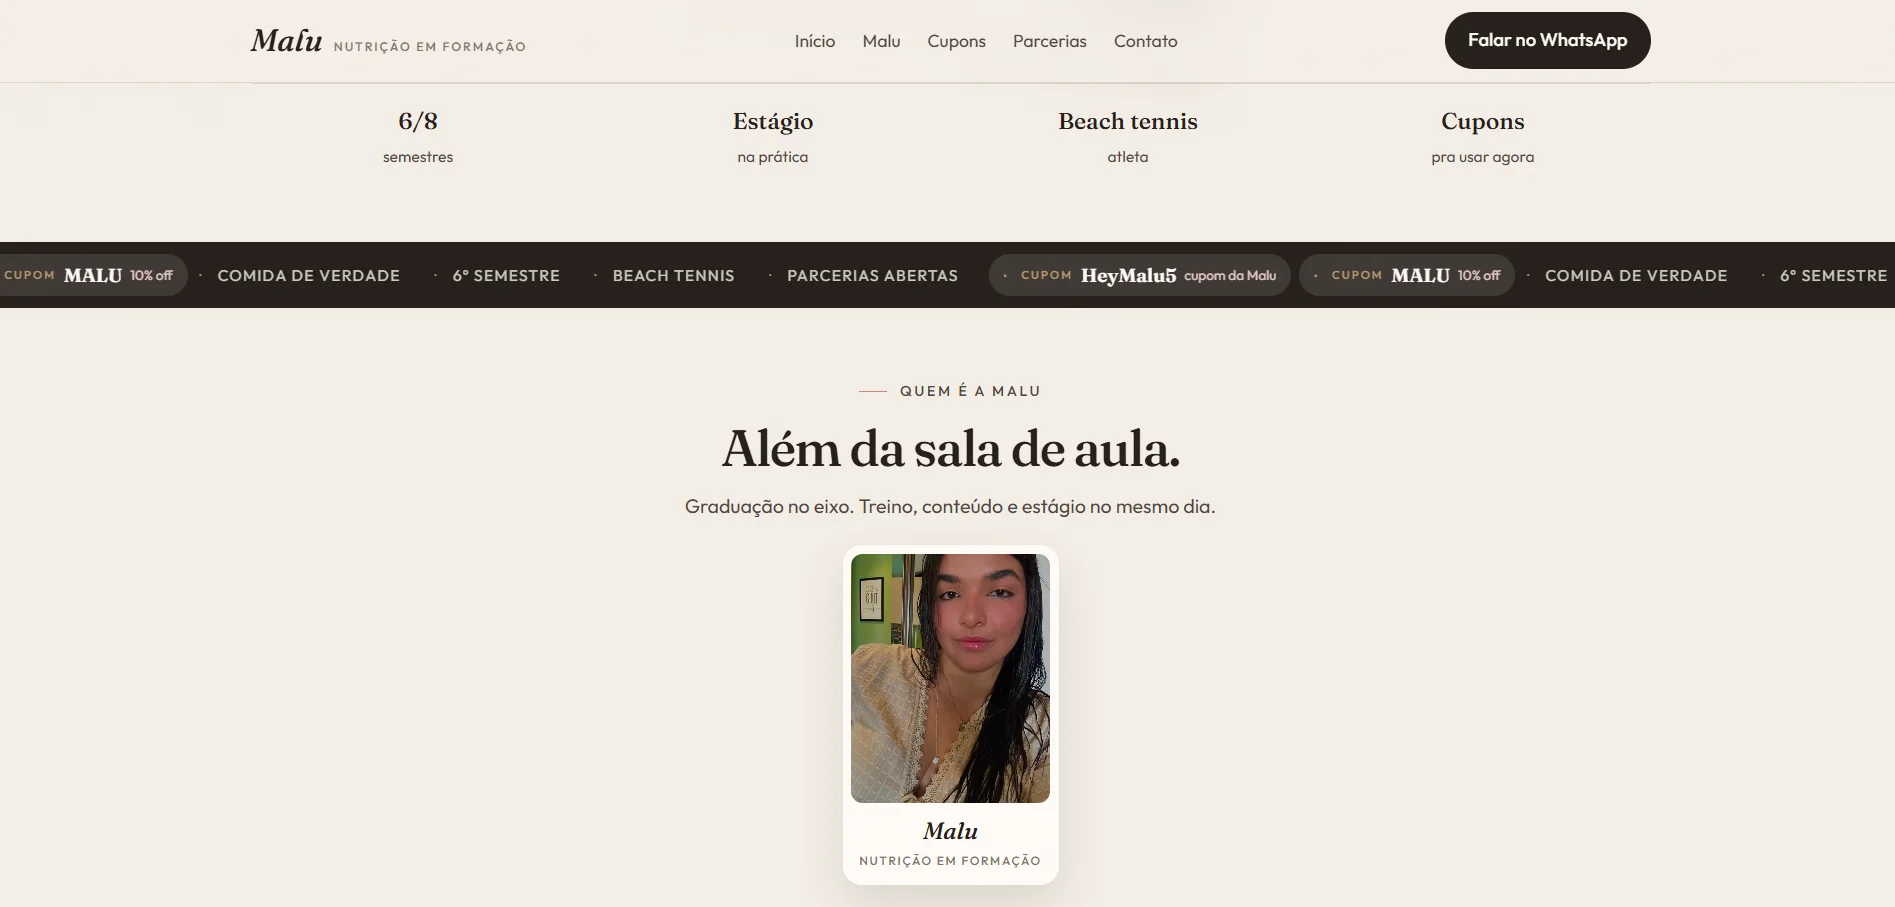 Malu NUTRIÇÃO EM FORMAÇÃO
Início Malu Cupons Parcerias Contato
Falar no WhatsApp
6/8
semestres
Estágio
na prática
Beach tennis
atleta
Cupons
pra usar agora
CUPOM MALU 10% off · COMIDA DE VERDADE · 6º SEMESTRE · BEACH TENNIS · PARCERIAS ABERTAS · CUPOM HeyMalu5 cupom da Malu · CUPOM MALU 10% off · COMIDA DE VERDADE · 6º SEMESTRE
QUEM É A MALU
Além da sala de aula.
Graduação no eixo. Treino, conteúdo e estágio no mesmo dia.
Malu
NUTRIÇÃO EM FORMAÇÃO